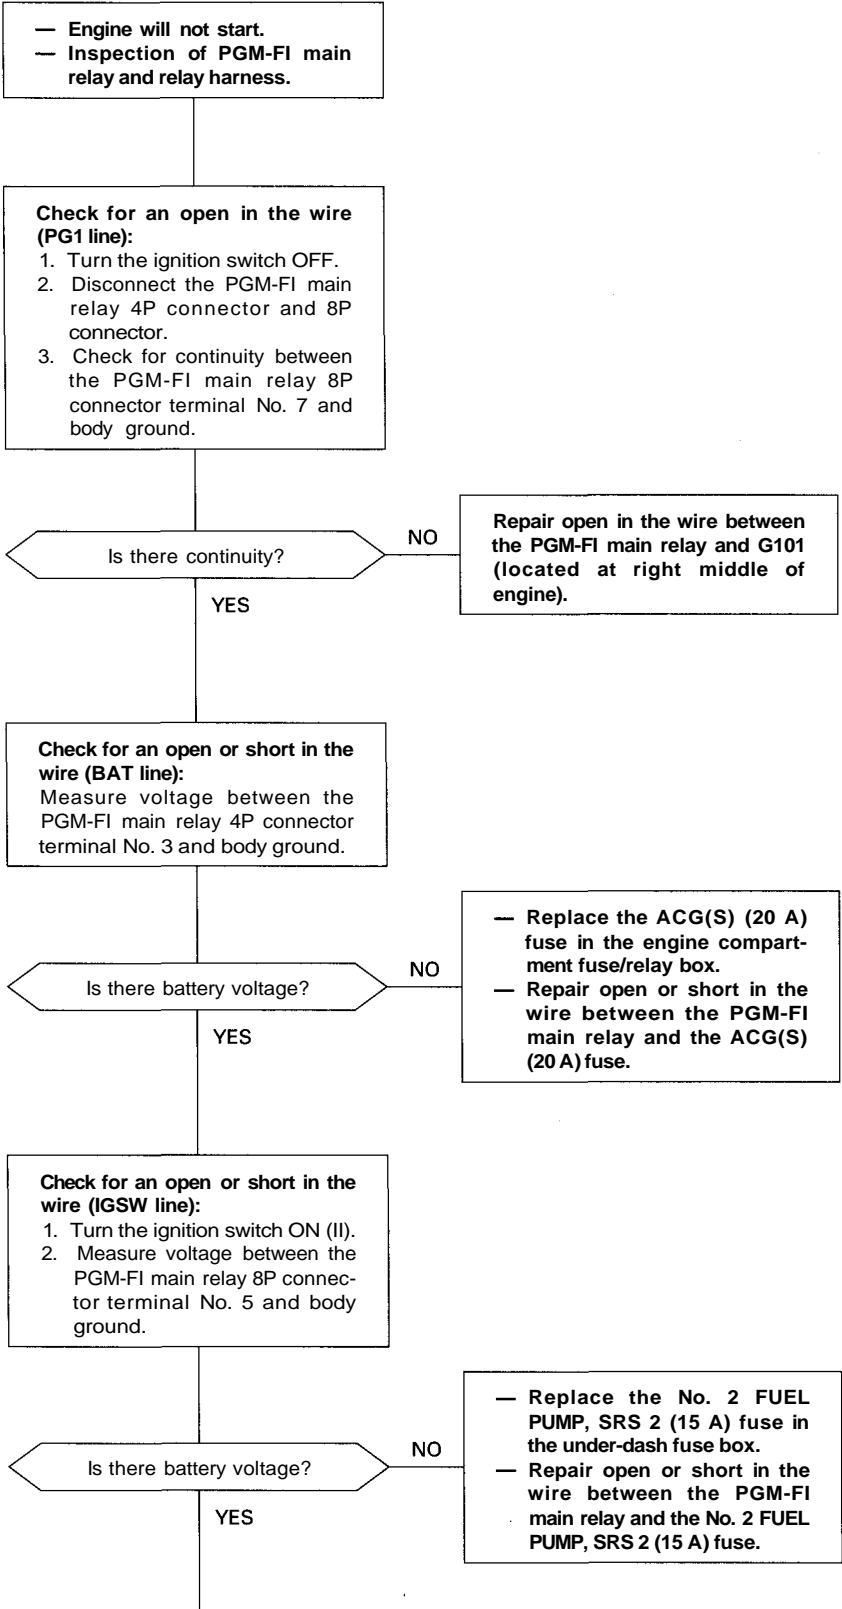 — Engine will not start.
— Inspection of PGM-FI main
relay and relay harness.
Check for an open in the wire
(PG1 line):
1. Turn the ignition switch OFF.
2. Disconnect the PGM-FI main
relay 4P connector and 8P
connector.
3. Check for continuity between
the PGM-FI main relay 8P
connector terminal No. 7 and
body ground.
Is there continuity?
NO
Repair open in the wire between
the PGM-FI main relay and G101
(located at right middle of
engine).
YES
Check for an open or short in the
wire (BAT line):
Measure voltage between the
PGM-FI main relay 4P connector
terminal No. 3 and body ground.
Is there battery voltage?
NO
— Replace the ACG(S) (20 A)
fuse in the engine compart-
ment fuse/relay box.
— Repair open or short in the
wire between the PGM-FI
main relay and the ACG(S)
(20 A) fuse.
YES
Check for an open or short in the
wire (IGSW line):
1. Turn the ignition switch ON (II).
2. Measure voltage between the
PGM-FI main relay 8P connec-
tor terminal No. 5 and body
ground.
Is there battery voltage?
NO
— Replace the No. 2 FUEL
PUMP, SRS 2 (15 A) fuse in
the under-dash fuse box.
— Repair open or short in the
wire between the PGM-FI
main relay and the No. 2 FUEL
PUMP, SRS 2 (15 A) fuse.
YES